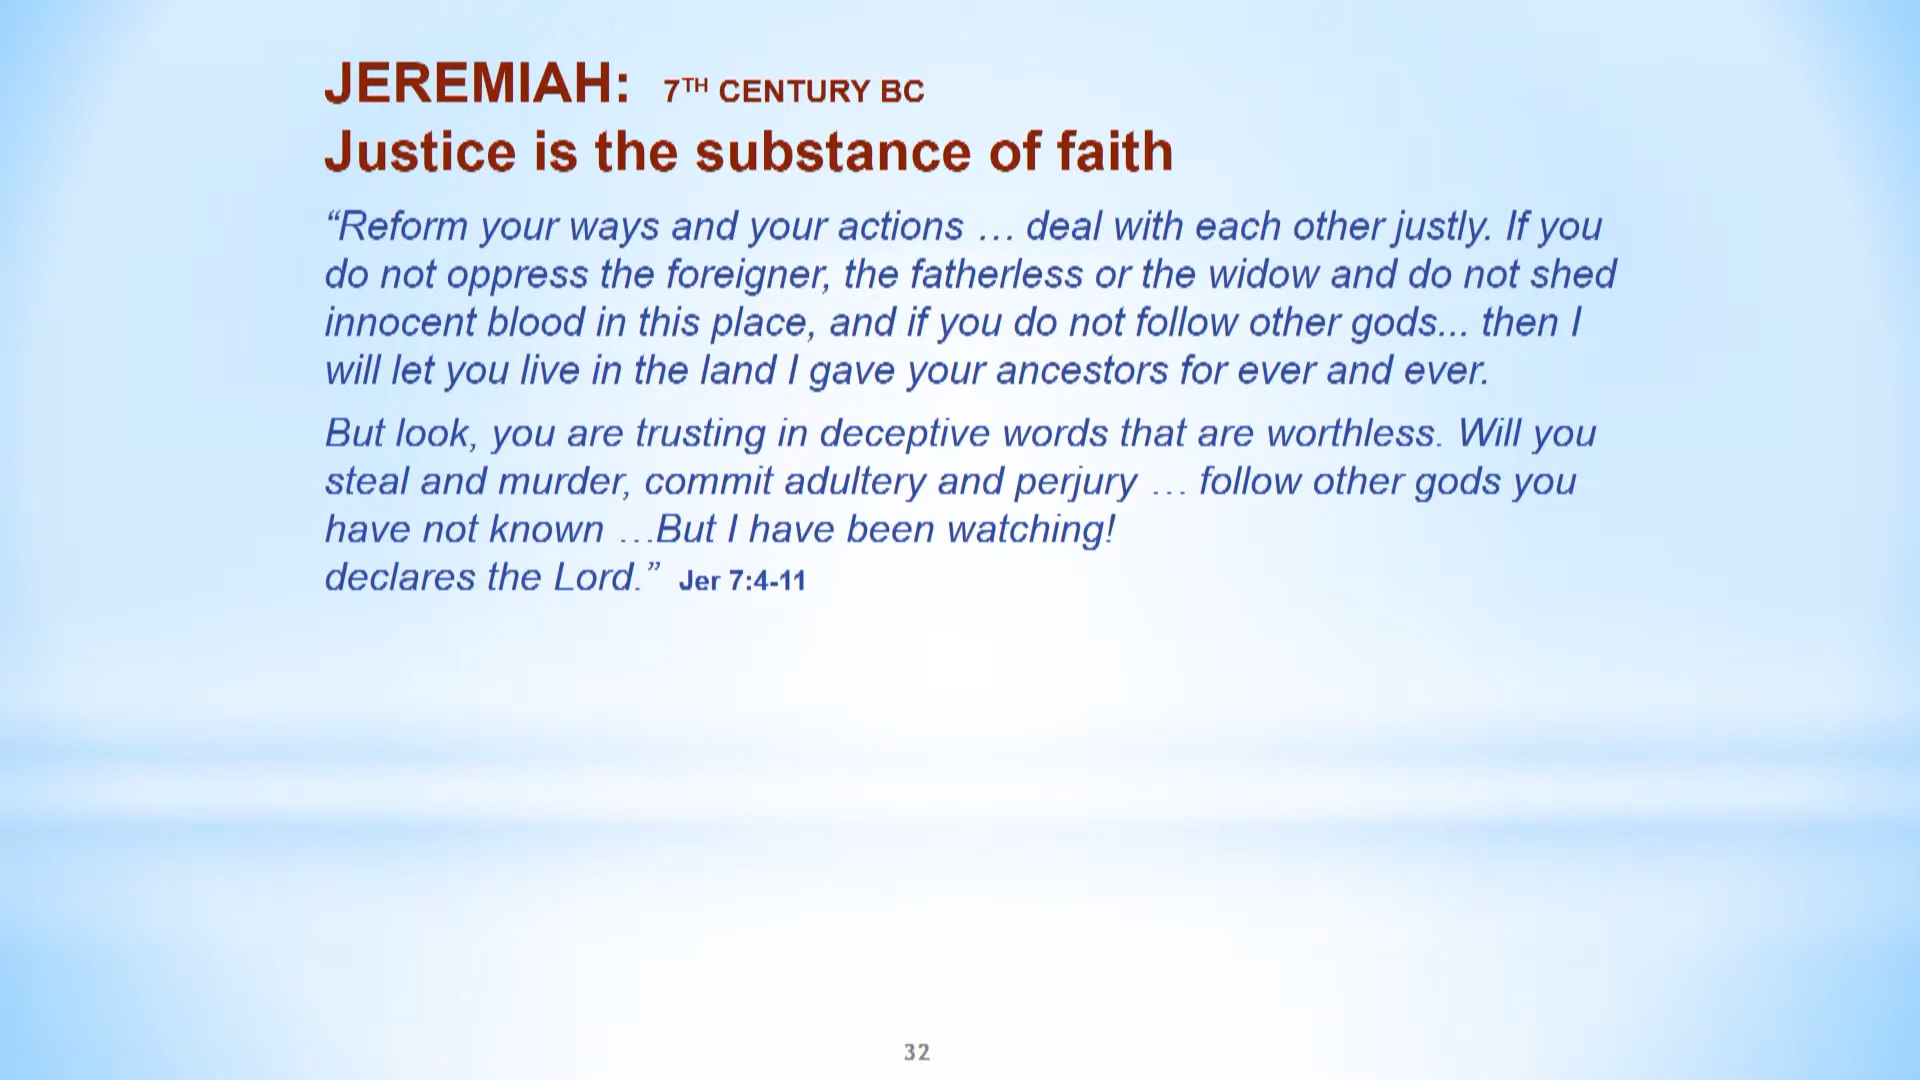 JEREMIAH: 7TH CENTURY BC
Justice is the substance of faith
“Reform your ways and your actions … deal with each other justly. If you
do not oppress the foreigner, the fatherless or the widow and do not shed
innocent blood in this place, and if you do not follow other gods... then I
will let you live in the land I gave your ancestors for ever and ever.
But look, you are trusting in deceptive words that are worthless. Will you
steal and murder, commit adultery and perjury … follow other gods you
have not known …But I have been watching!
declares the Lord.” Jer 7:4-11
32